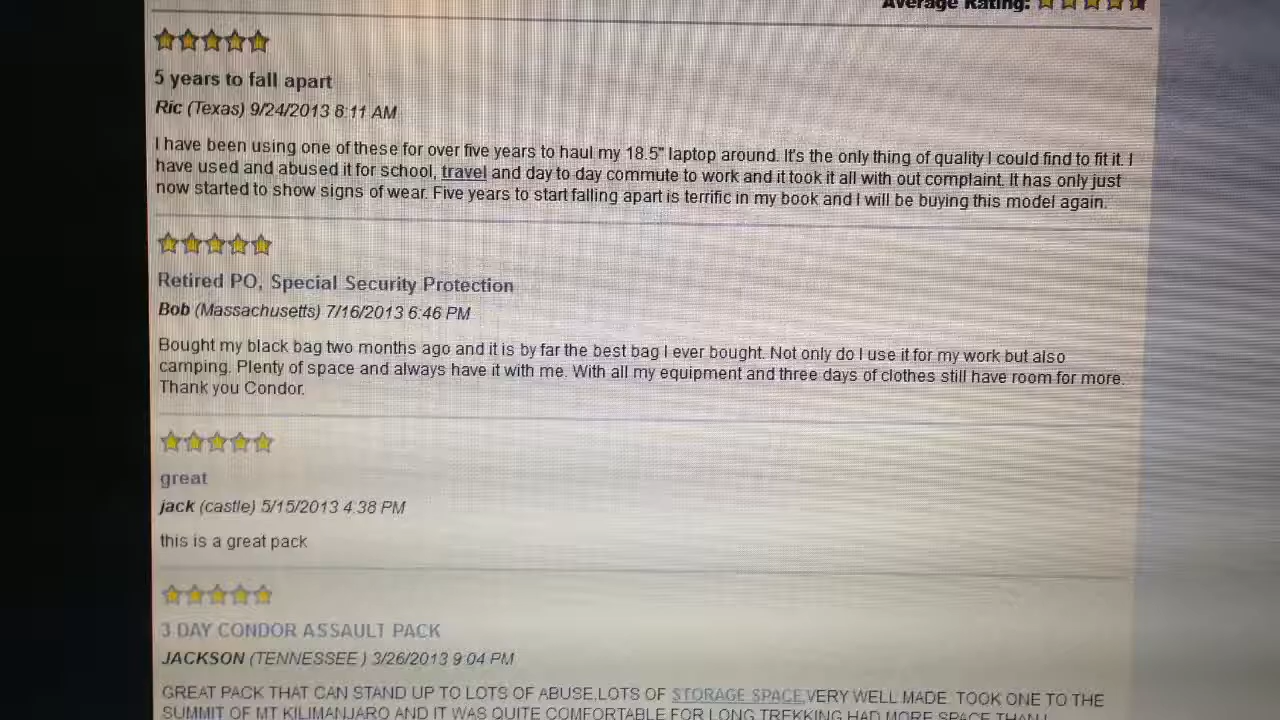 Average Rating:
5 years to fall apart
Ric (Texas) 9/24/2013 8:11 AM
I have been using one of these for over five years to haul my 18.5" laptop around. It's the only thing of quality I could find to fit it. I
have used and abused it for school, travel and day to day commute to work and it took it all with out complaint. It has only just
now started to show signs of wear. Five years to start falling apart is terrific in my book and I will be buying this model again.
Retired PO, Special Security Protection
Bob (Massachusetts) 7/16/2013 6:46 PM
Bought my black bag two months ago and it is by far the best bag I ever bought. Not only do I use it for my work but also
camping. Plenty of space and always have it with me. With all my equipment and three days of clothes still have room for more.
Thank you Condor.
great
jack (castle) 5/15/2013 4:38 PM
this is a great pack
3 DAY CONDOR ASSAULT PACK
JACKSON (TENNESSEE ) 3/26/2013 9:04 PM
GREAT PACK THAT CAN STAND UP TO LOTS OF ABUSE,LOTS OF STORAGE SPACE,VERY WELL MADE. TOOK ONE TO THE
SUMMIT OF MT KILIMANJARO AND IT WAS QUITE COMFORTABLE FOR LONG TREKKING HAD MORE SPACE THAN I